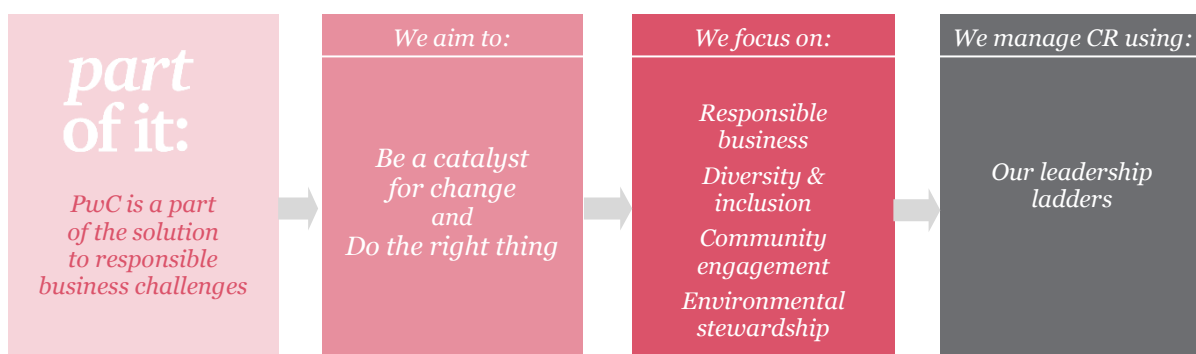 part
of it:
PwC is a part
of the solution
to responsible
business challenges
We aim to:
Be a catalyst
for change
and
Do the right thing
We focus on:
Responsible
business
Diversity &
inclusion
Community
engagement
Environmental
stewardship
We manage CR using:
Our leadership
ladders